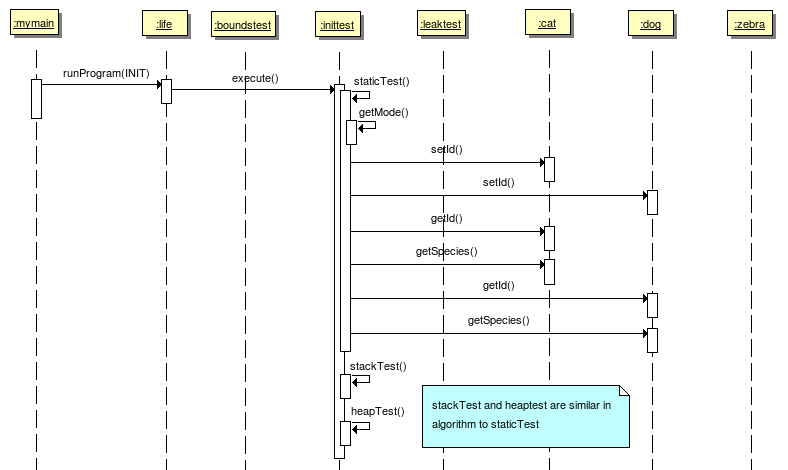 :mymain :life :boundstest :inittest :leaktest :cat :dog :zebra
runProgram(INIT)
execute()
staticTest()
getMode()
setId()
setId()
getId()
getSpecies()
getId()
getSpecies()
stackTest()
heapTest()
stackTest and heaptest are similar in
algorithm to staticTest